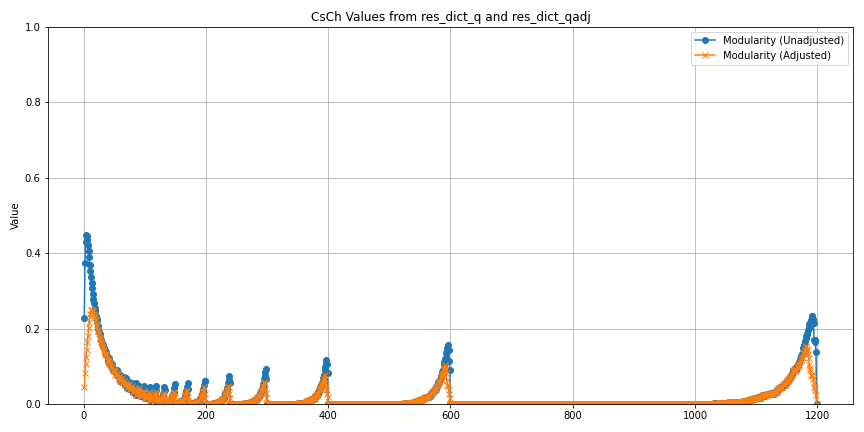 CsCh Values from res_dict_q and res_dict_qadj
Modularity (Unadjusted)
Modularity (Adjusted)
Value
1.0
0.8
0.6
0.4
0.2
0.0
0 200 400 600 800 1000 1200